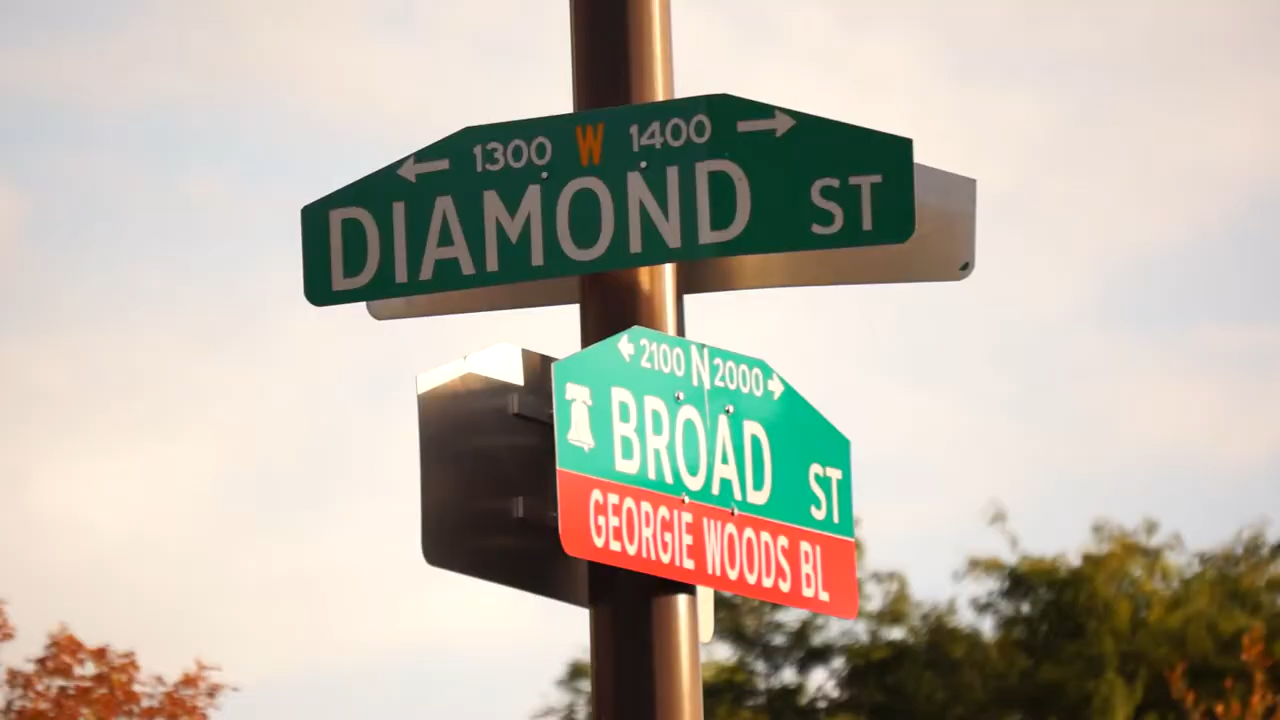 ← 1300 W 1400 →
DIAMOND ST
← 2100 N 2000 →
BROAD ST
GEORGIE WOODS BL